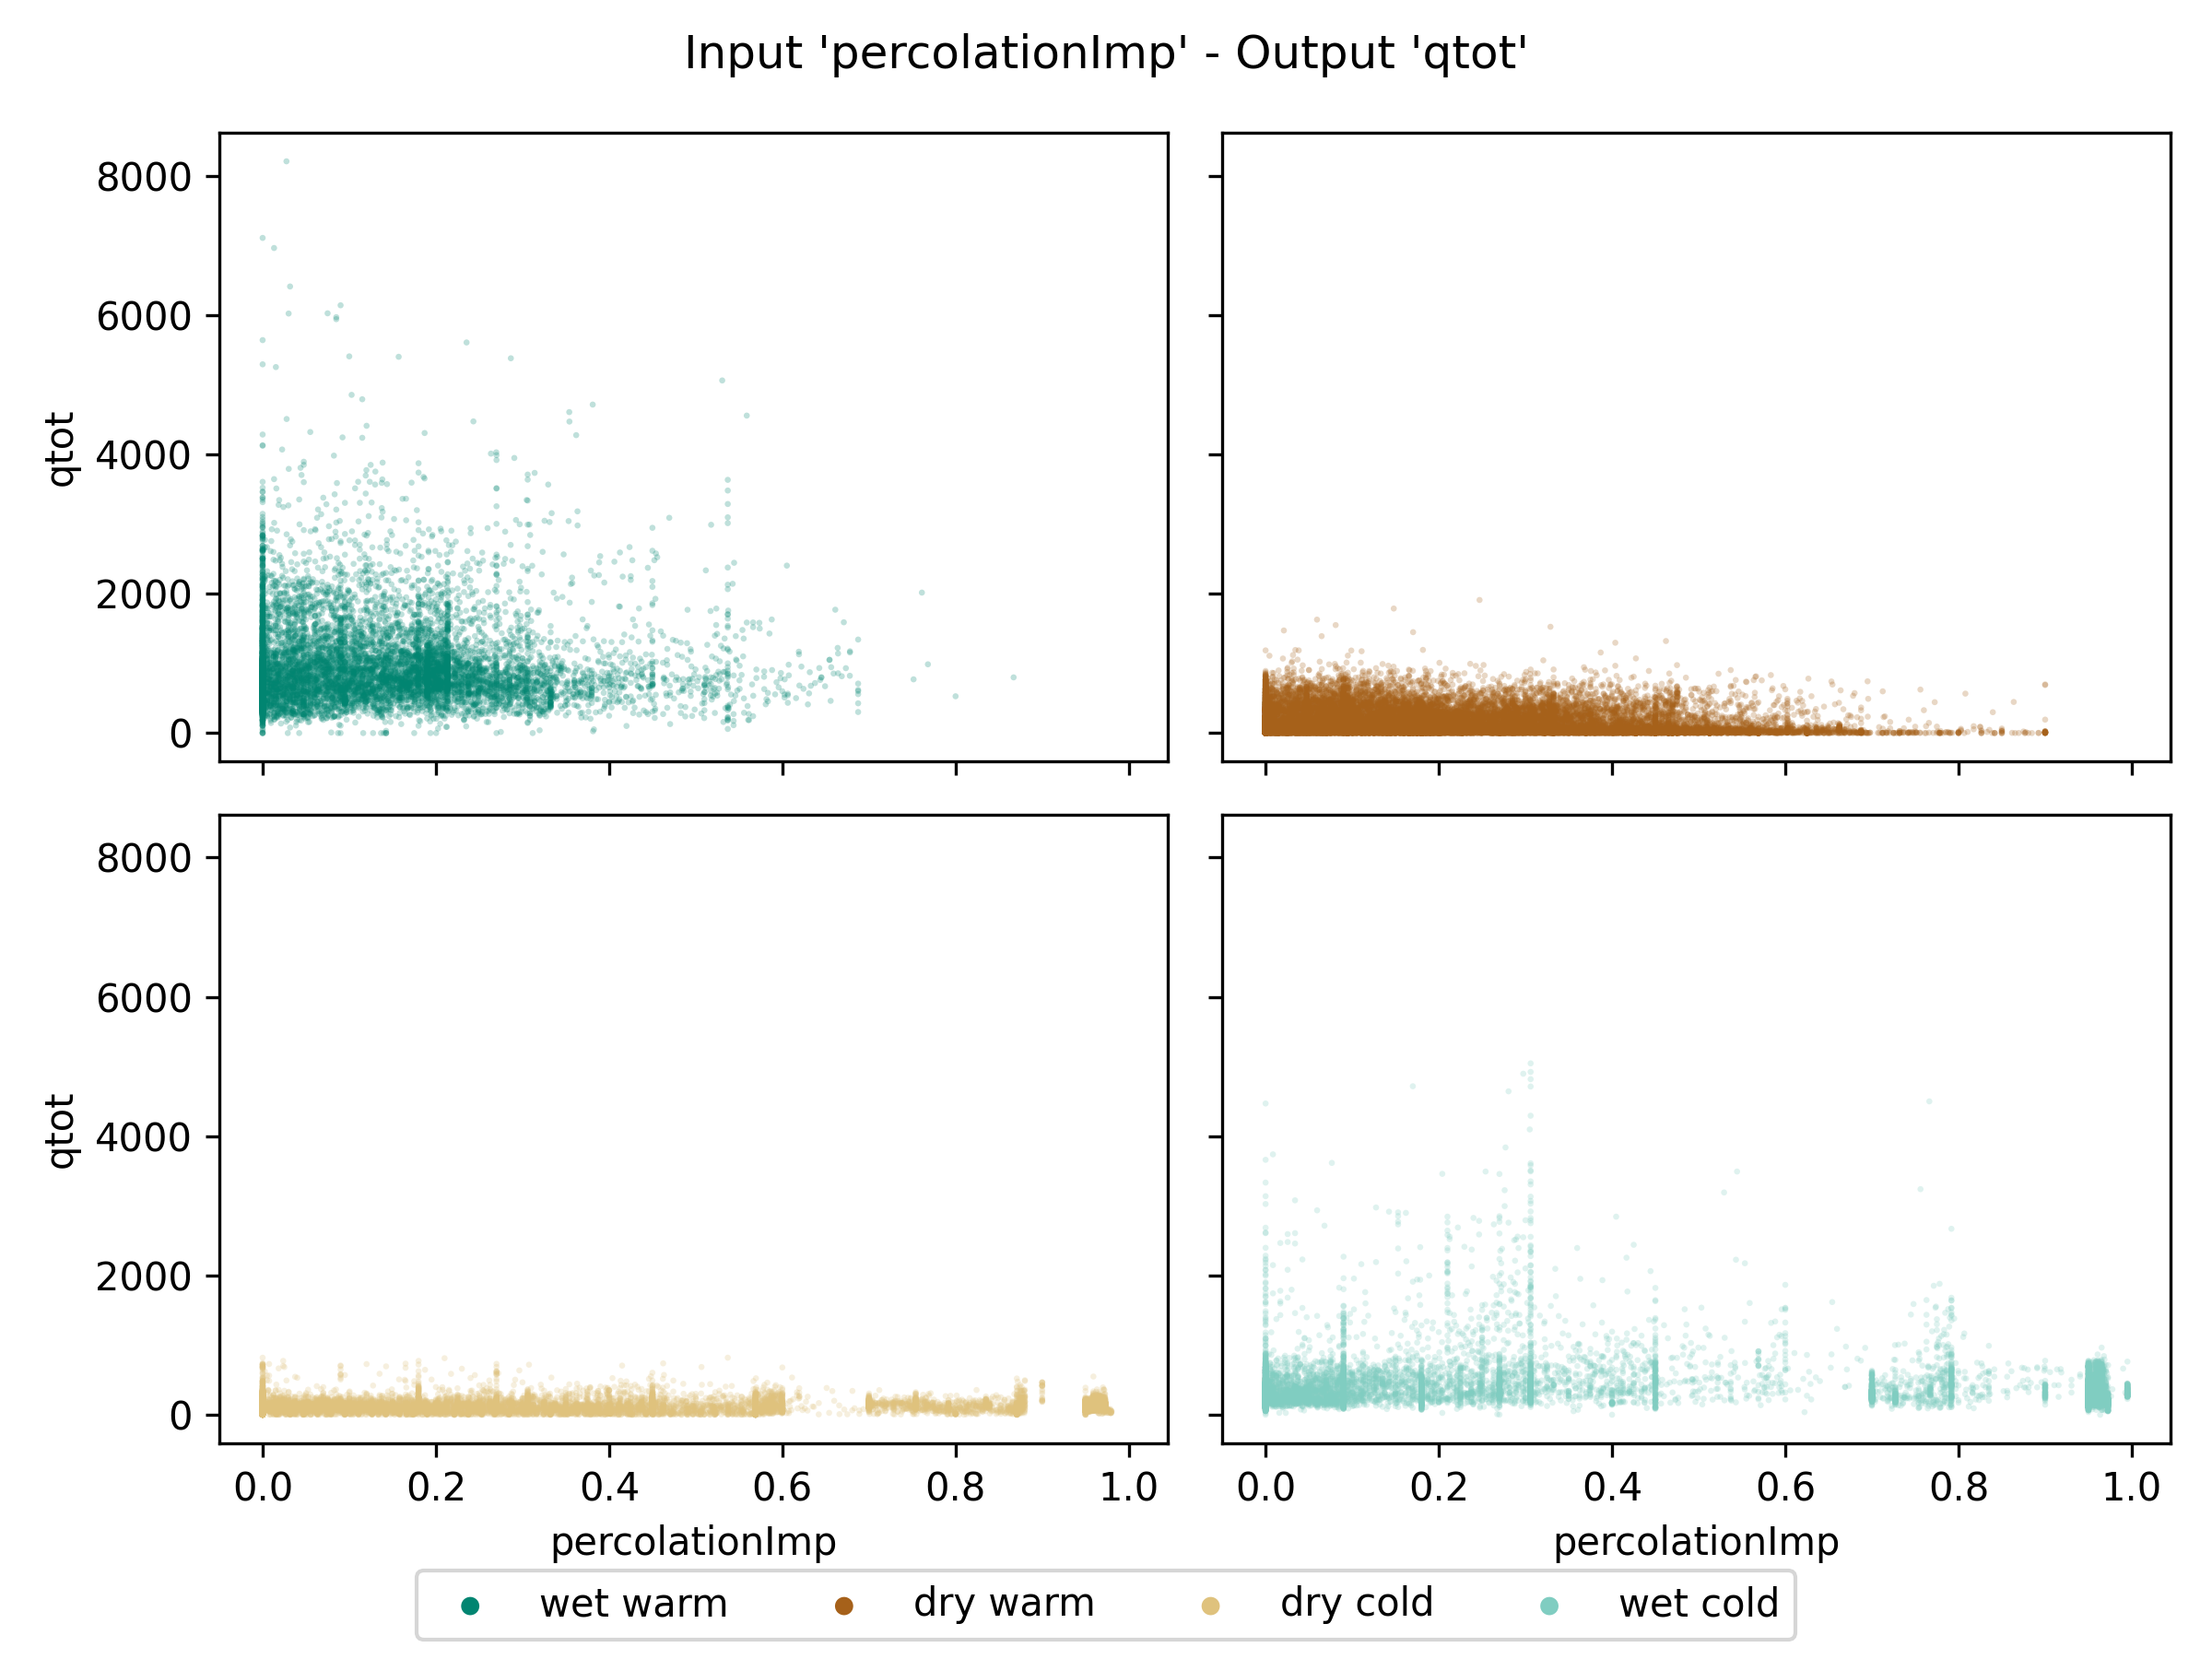 Input 'percolationImp' - Output 'qtot'
8000
6000
4000
2000
0
qtot
8000
6000
4000
2000
0
qtot
0.0 0.2 0.4 0.6 0.8 1.0
0.0 0.2 0.4 0.6 0.8 1.0
percolationImp
percolationImp
wet warm dry warm dry cold wet cold